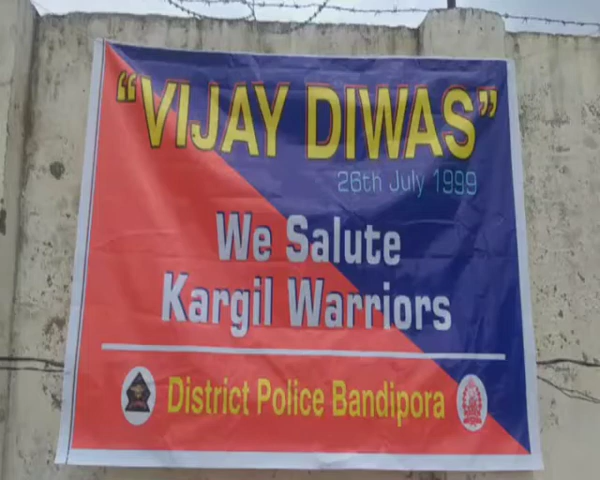 "VIJAY DIWAS"
26th July 1999
We Salute
Kargil Warriors
District Police Bandipora